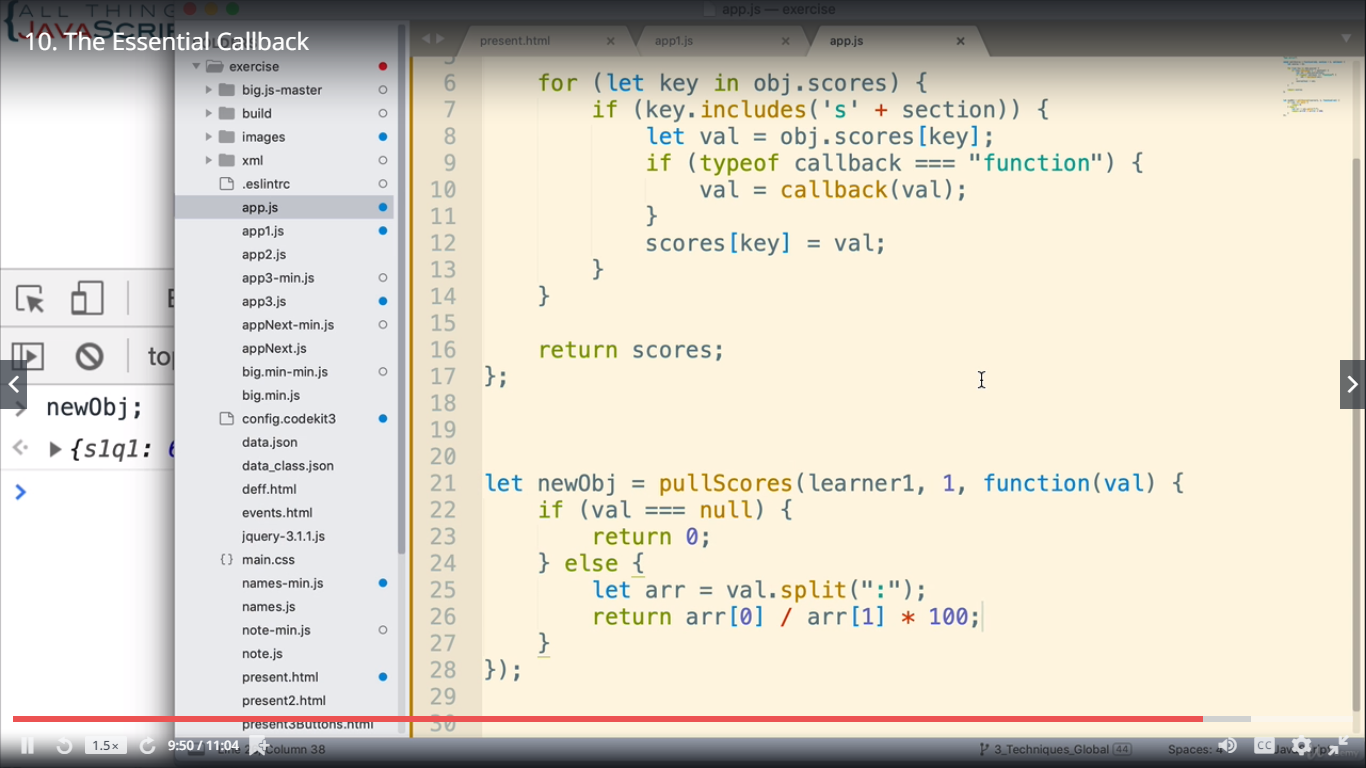 ALL THING
JAVASCRIP
10. The Essential Callback
app.js — exercise
present.html
app1.js
app.js
exercise
big.js-master
build
images
xml
.eslintrc
app.js
app1.js
app2.js
app3-min.js
app3.js
appNext-min.js
appNext.js
big.min-min.js
big.min.js
config.codekit3
data.json
data_class.json
deff.html
events.html
jquery-3.1.1.js
{} main.css
names-min.js
names.js
note-min.js
note.js
present.html
present2.html
present3Buttons.html
top
newObj;
{s1q1: 6
5
6 for (let key in obj.scores) {
7 if (key.includes('s' + section)) {
8 let val = obj.scores[key];
9 if (typeof callback === "function") {
10 val = callback(val);
11 }
12 scores[key] = val;
13 }
14 }
15
16 return scores;
17 };
18
19
20
21 let newObj = pullScores(learner1, 1, function(val) {
22 if (val === null) {
23 return 0;
24 } else {
25 let arr = val.split(":");
26 return arr[0] / arr[1] * 100;
27 }
28 });
29
30
1.5×
9:50 / 11:04
Column 38
3_Techniques_Global 44
Spaces: 4
CC